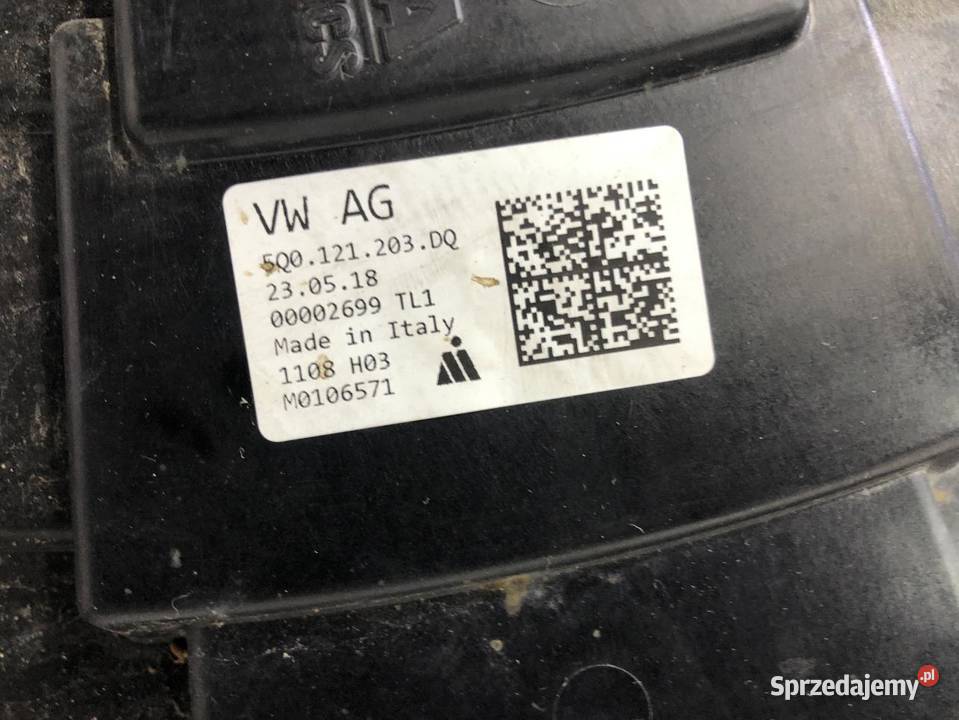 VW AG
5Q0.121.203.DQ
23.05.18
00002699 TL1
Made in Italy
1108 H03
M0106571
Sprzedajemy.pl